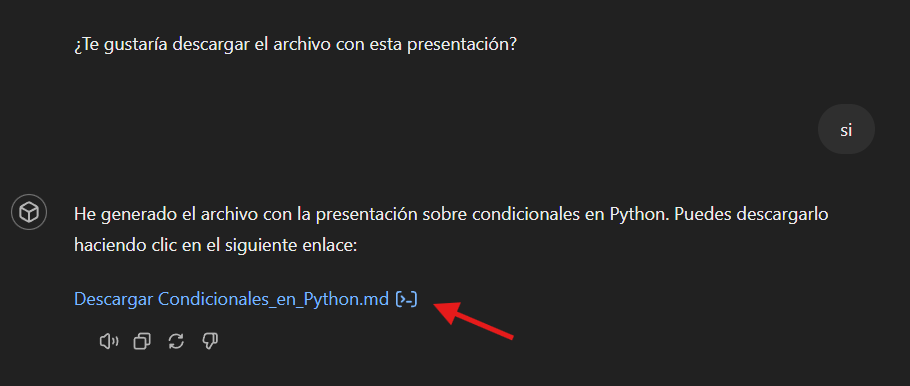 ¿Te gustaría descargar el archivo con esta presentación?
si
He generado el archivo con la presentación sobre condicionales en Python. Puedes descargarlo
haciendo clic en el siguiente enlace:
Descargar Condicionales_en_Python.md